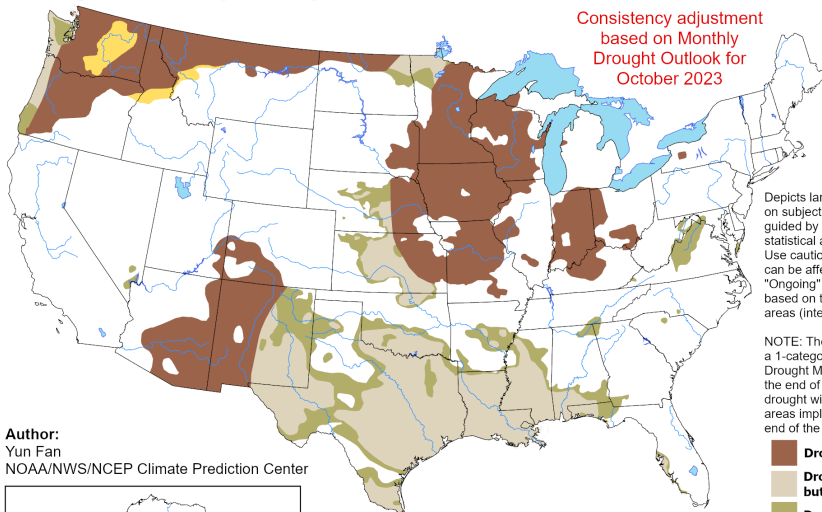 Consistency adjustment
based on Monthly
Drought Outlook for
October 2023
Depicts lar
on subject
guided by
statistical a
Use cautio
can be affe
"Ongoing"
based on t
areas (inte
NOTE: The
a 1-catego
Drought M
the end of
drought wi
areas impl
end of the
Author:
Yun Fan
NOAA/NWS/NCEP Climate Prediction Center
Dro
Dro
but